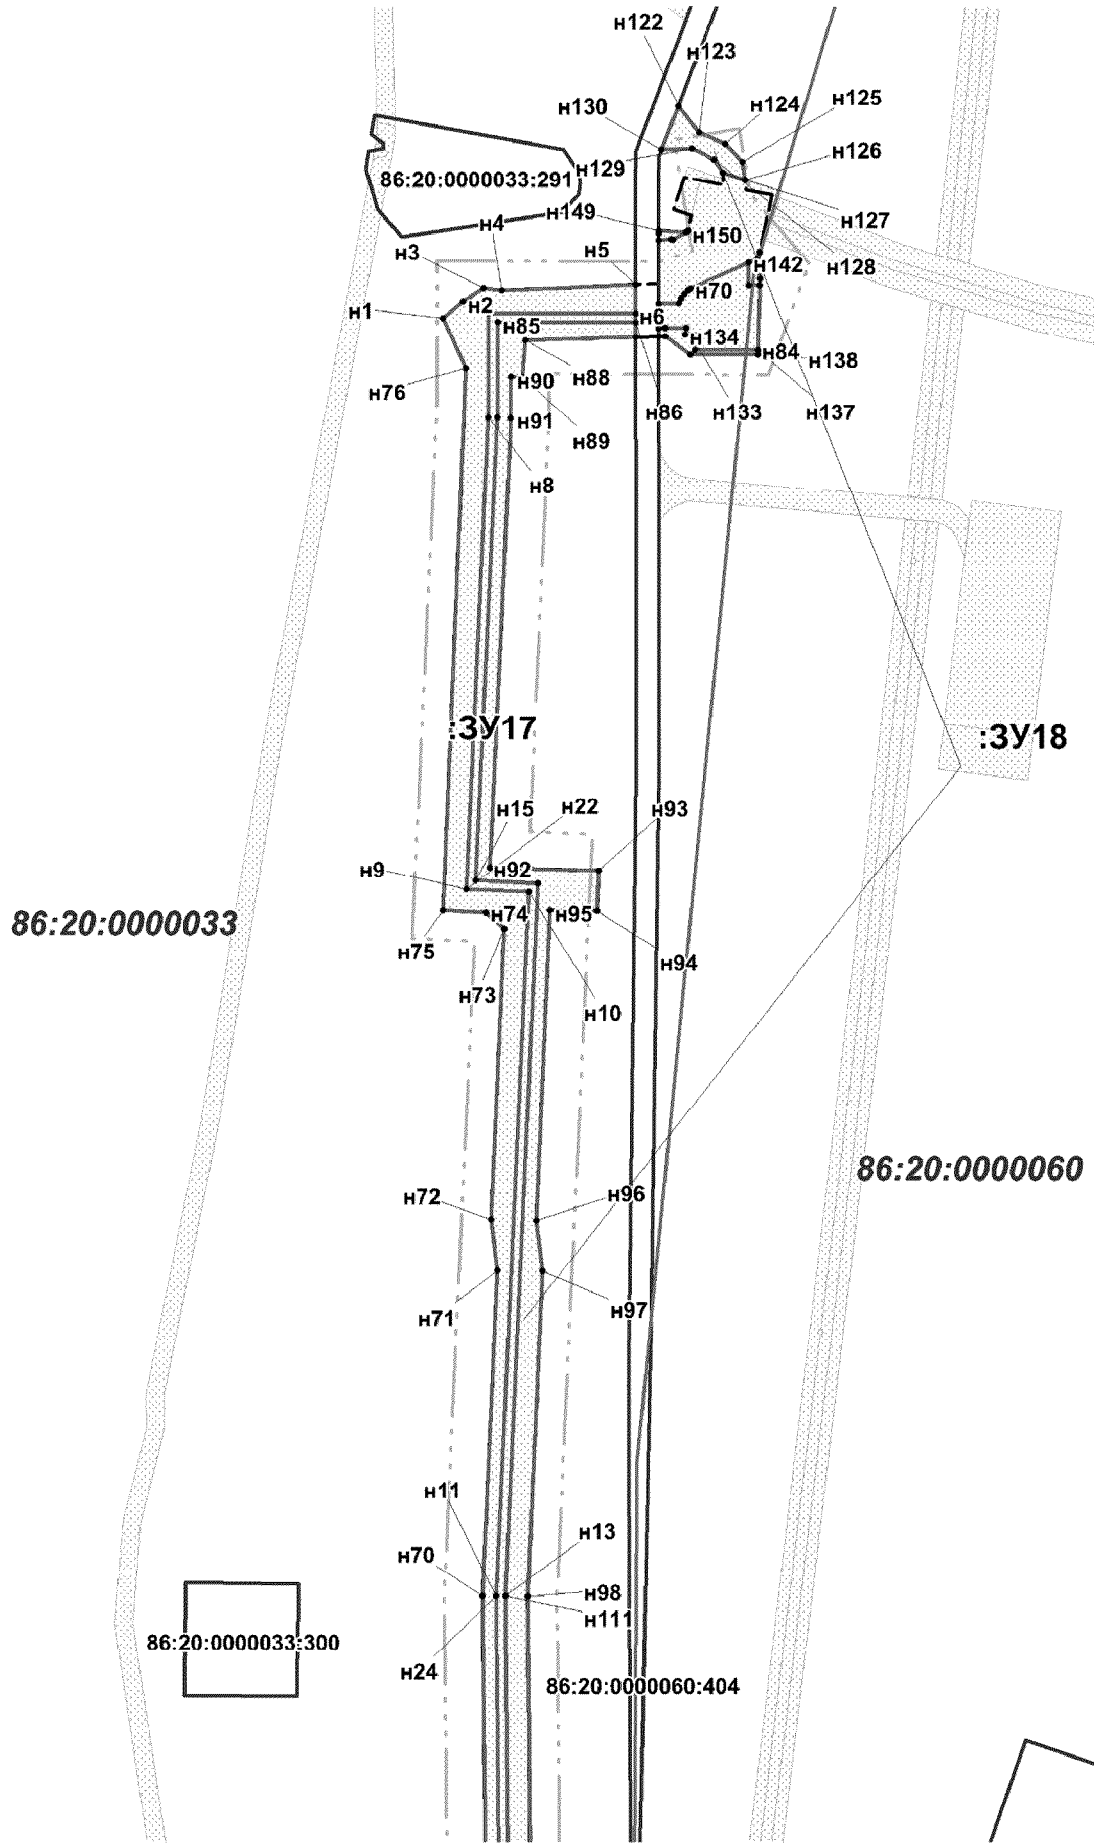 н122
н123
н130
н124
н125
н129
н126
86:20:0000033:291
н149
н127
н4
н150
н3
н5
н142
н128
н70
н2
н1
н6
н85
н134
н84
н138
н76
н90
н88
н86
н133
н137
н91
н89
н8
:ЗУ17
:ЗУ18
н15
н22
н93
н9
н92
86:20:0000033
н74
н95
н75
н94
н73
н10
86:20:0000060
н72
н96
н71
н97
н11
н13
н70
н98
н111
86:20:0000033:300
н24
86:20:0000060:404